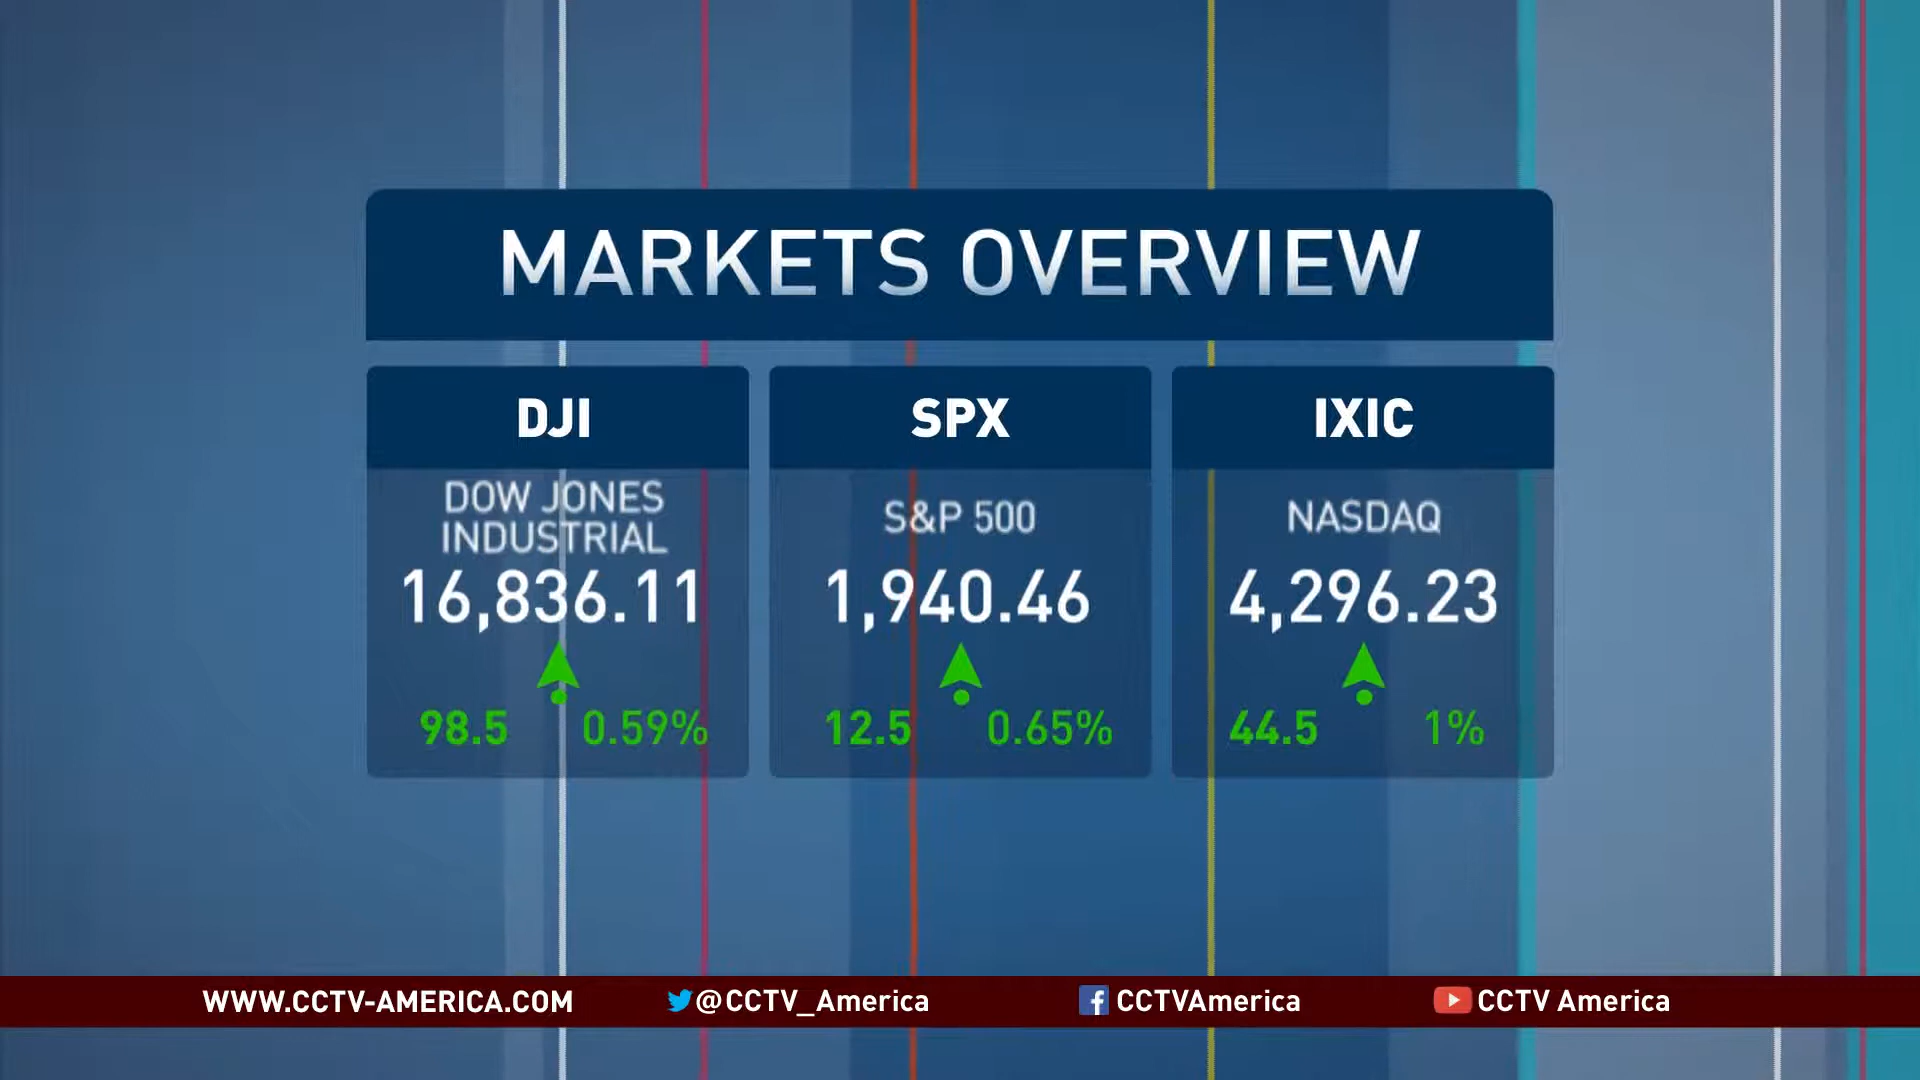 MARKETS OVERVIEW
DJI
DOW JONES
INDUSTRIAL
16,836.11
98.5 0.59%
SPX
S&P 500
1,940.46
12.5 0.65%
IXIC
NASDAQ
4,296.23
44.5 1%
WWW.CCTV-AMERICA.COM @CCTV_America CCTVAmerica CCTV America